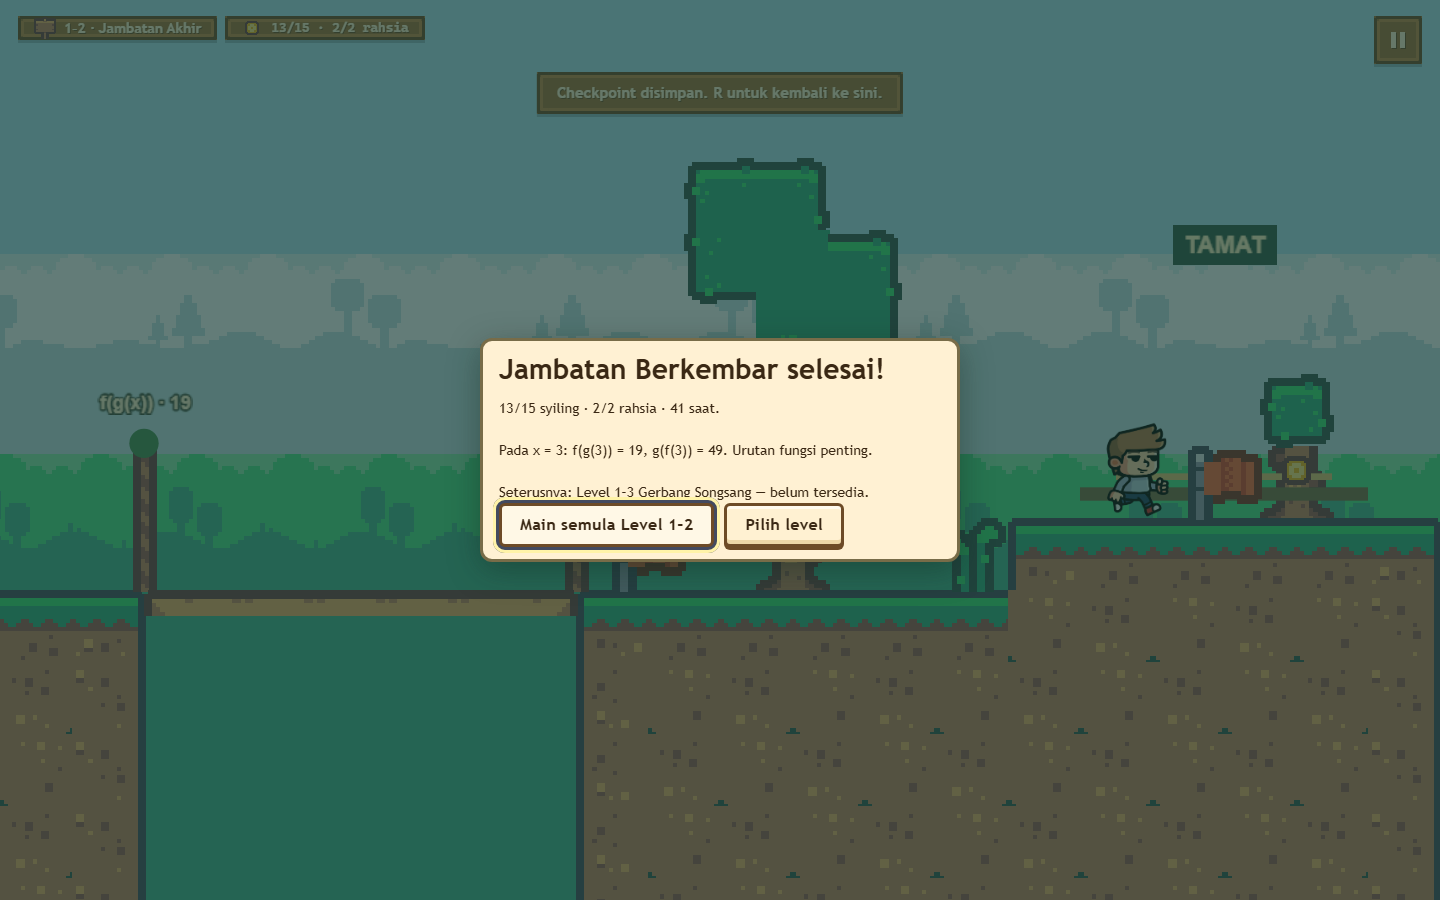 1-2 · Jambatan Akhir
13/15 · 2/2 rahsia
Checkpoint disimpan. R untuk kembali ke sini.
TAMAT
f(g(x)) · 19
Jambatan Berkembar selesai!
13/15 syiling · 2/2 rahsia · 41 saat.
Pada x = 3: f(g(3)) = 19, g(f(3)) = 49. Urutan fungsi penting.
Seterusnya: Level 1-3 Gerbang Songsang — belum tersedia.
Main semula Level 1-2
Pilih level